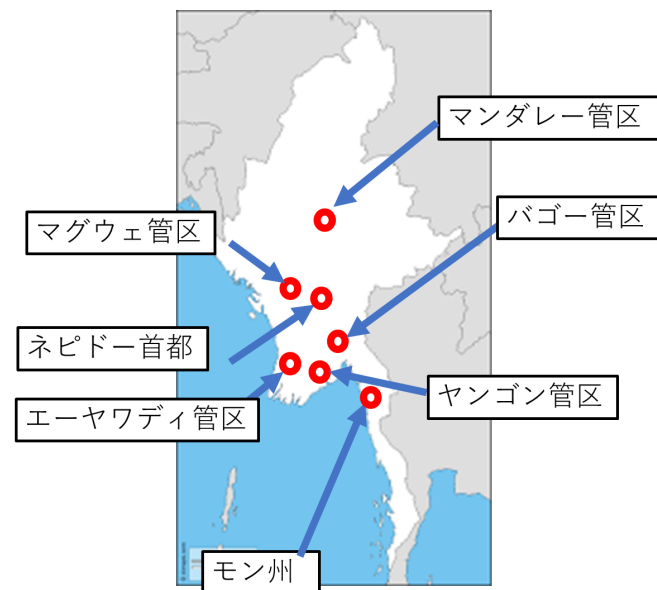 マンダレー管区
バゴー管区
マグウェ管区
ネピドー首都
エーヤワディ管区
ヤンゴン管区
モン州